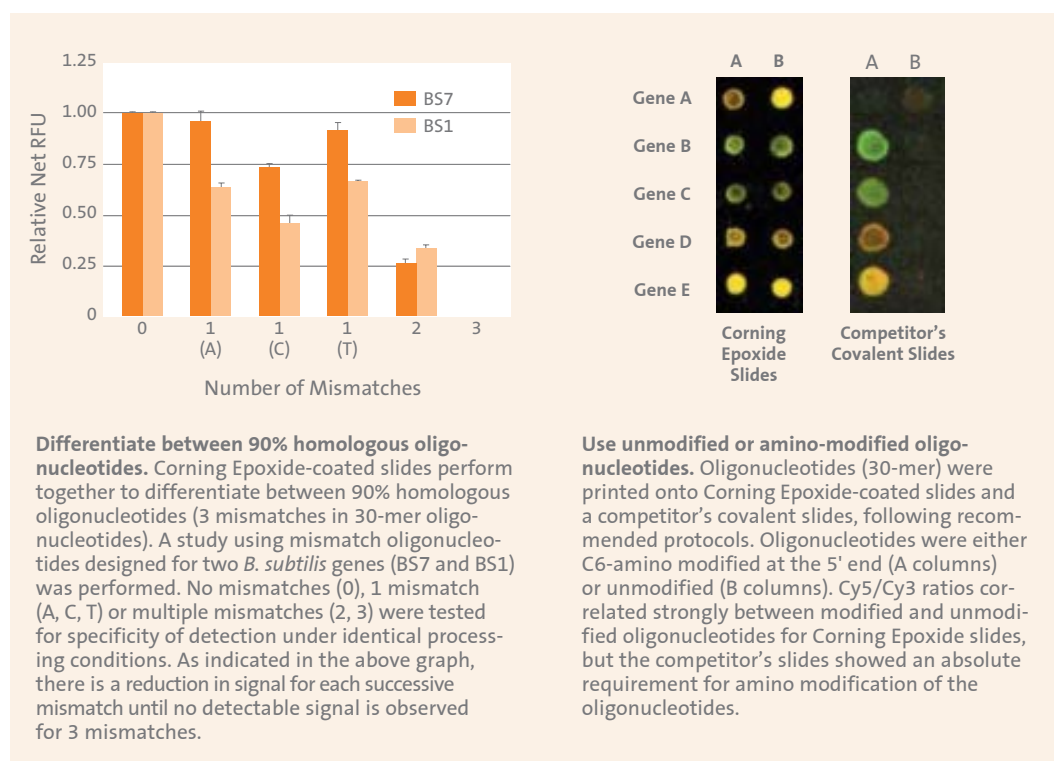 1.25
1.00
0.75
0.50
0.25
0
Relative Net RFU
BS7
BS1
0 1 1 1 2 3
(A) (C) (T)
Number of Mismatches
A B A B
Gene A
Gene B
Gene C
Gene D
Gene E
Corning
Epoxide
Slides
Competitor's
Covalent Slides
Differentiate between 90% homologous oligo-
nucleotides. Corning Epoxide-coated slides perform
together to differentiate between 90% homologous
oligonucleotides (3 mismatches in 30-mer oligo-
nucleotides). A study using mismatch oligonucleo-
tides designed for two B. subtilis genes (BS7 and BS1)
was performed. No mismatches (0), 1 mismatch
(A, C, T) or multiple mismatches (2, 3) were tested
for specificity of detection under identical process-
ing conditions. As indicated in the above graph,
there is a reduction in signal for each successive
mismatch until no detectable signal is observed
for 3 mismatches.
Use unmodified or amino-modified oligo-
nucleotides. Oligonucleotides (30-mer) were
printed onto Corning Epoxide-coated slides and
a competitor's covalent slides, following recom-
mended protocols. Oligonucleotides were either
C6-amino modified at the 5' end (A columns)
or unmodified (B columns). Cy5/Cy3 ratios cor-
related strongly between modified and unmodi-
fied oligonucleotides for Corning Epoxide slides,
but the competitor's slides showed an absolute
requirement for amino modification of the
oligonucleotides.